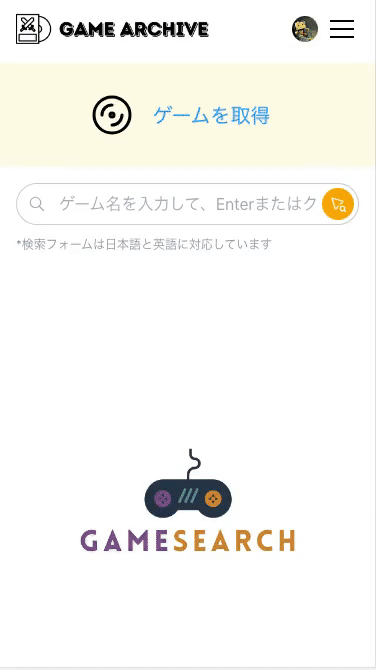 GAME ARCHIVE
ゲームを取得
ゲーム名を入力して、Enterまたはク
*検索フォームは日本語と英語に対応しています
GAMESEARCH